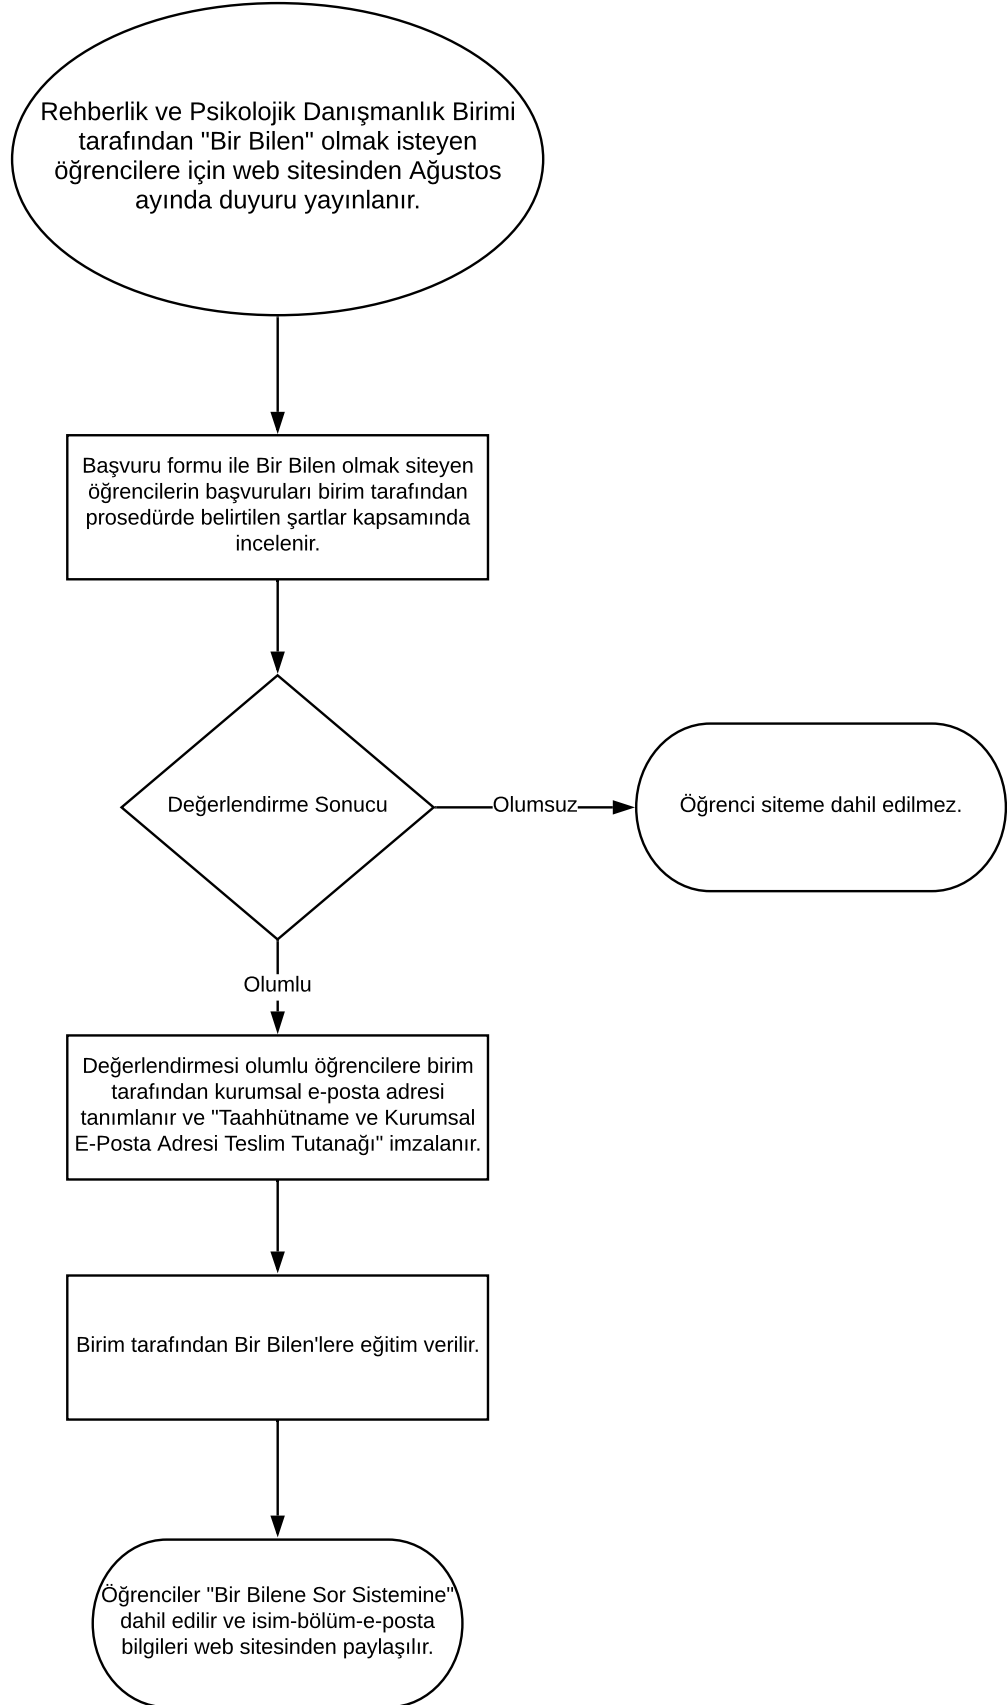 Rehberlik ve Psikolojik Danışmanlık Birimi
tarafından "Bir Bilen" olmak isteyen
öğrencilere için web sitesinden Ağustos
ayında duyuru yayınlanır.
Başvuru formu ile Bir Bilen olmak siteyen
öğrencilerin başvuruları birim tarafından
prosedürde belirtilen şartlar kapsamında
incelenir.
Değerlendirme Sonucu
Olumsuz
Öğrenci siteme dahil edilmez.
Olumlu
Değerlendirmesi olumlu öğrencilere birim
tarafından kurumsal e-posta adresi
tanımlanır ve "Taahhütname ve Kurumsal
E-Posta Adresi Teslim Tutanağı" imzalanır.
Birim tarafından Bir Bilen'lere eğitim verilir.
Öğrenciler "Bir Bilene Sor Sistemine"
dahil edilir ve isim-bölüm-e-posta
bilgileri web sitesinden paylaşılır.